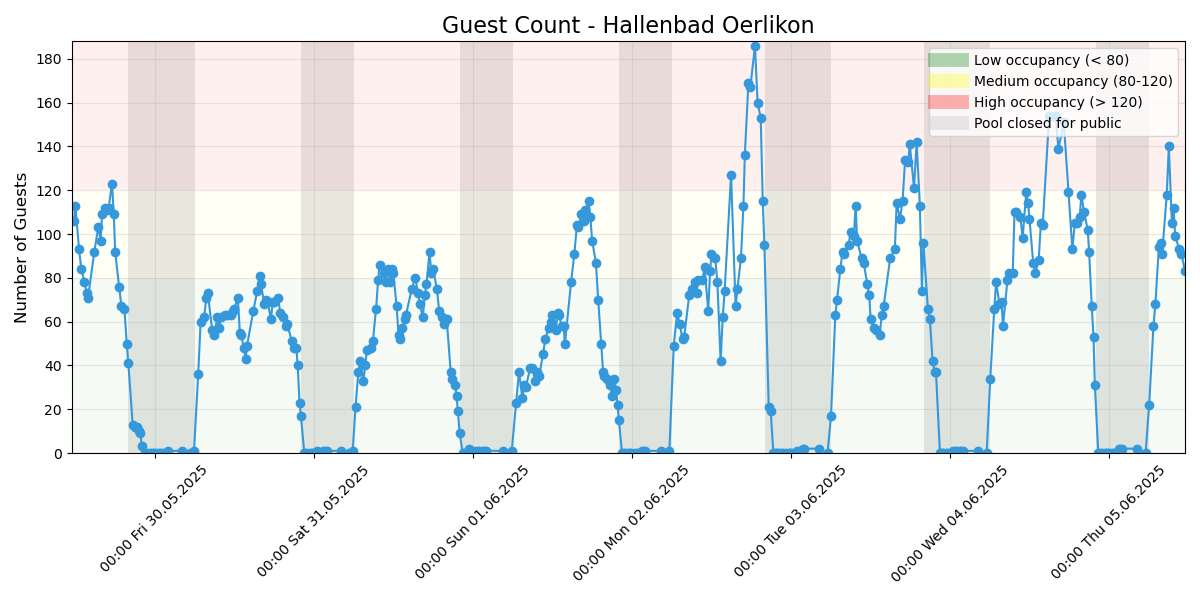 Guest Count - Hallenbad Oerlikon
Number of Guests
180
160
140
120
100
80
60
40
20
0
Low occupancy (< 80)
Medium occupancy (80-120)
High occupancy (> 120)
Pool closed for public
00:00 Fri 30.05.2025
00:00 Sat 31.05.2025
00:00 Sun 01.06.2025
00:00 Mon 02.06.2025
00:00 Tue 03.06.2025
00:00 Wed 04.06.2025
00:00 Thu 05.06.2025